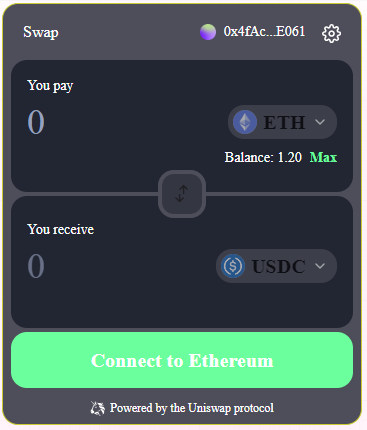 Swap 0x4fAc...E061
You pay
0 ETH
Balance: 1.20 Max
You receive
0 USDC
Connect to Ethereum
Powered by the Uniswap protocol